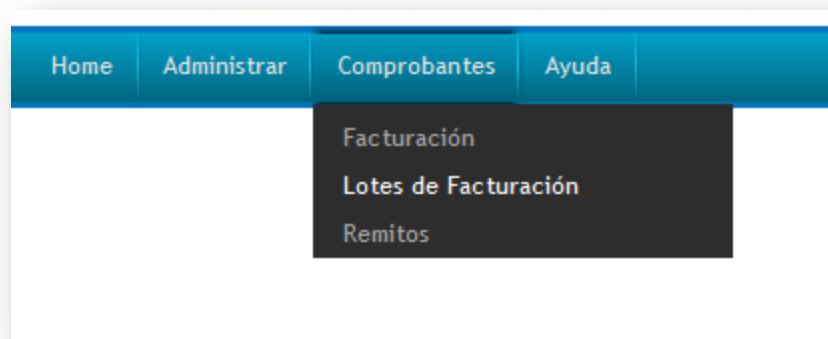 Home Administrar Comprobantes Ayuda
Facturación
Lotes de Facturación
Remitos